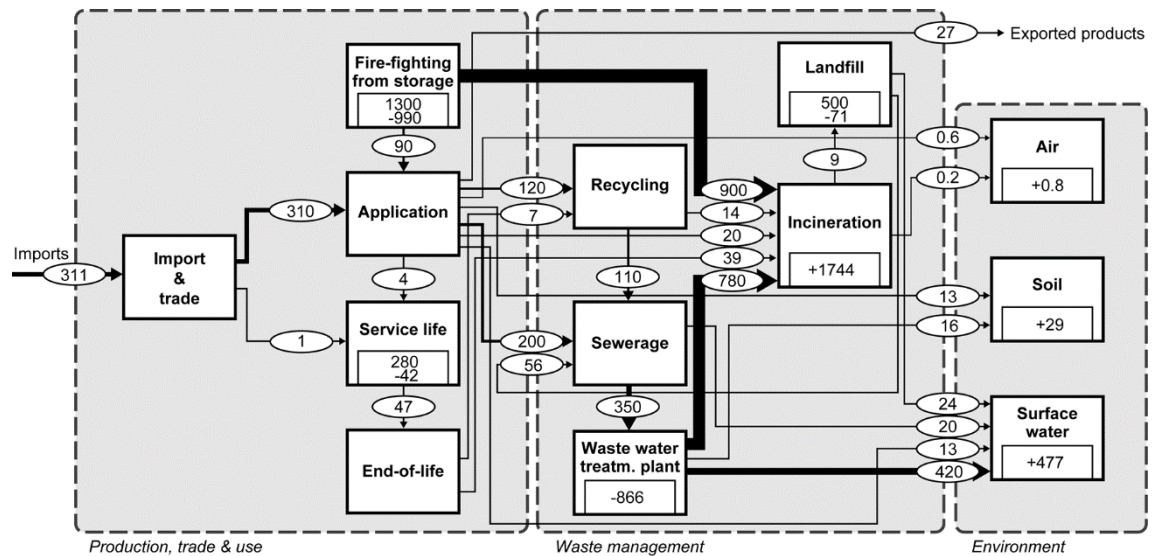 27
Exported products
Fire-fighting
from storage
1300
-990
Landfill
500
-71
90
9
0.6
Air
+0.8
0.2
Application
120
7
Recycling
900
14
20
39
780
Incineration
+1744
310
Imports
311
Import
&
trade
4
110
13
16
Soil
+29
1
Service life
280
-42
200
56
Sewerage
47
350
24
20
13
420
Surface
water
+477
End-of-life
Waste water
treatm. plant
-866
Production, trade & use
Waste management
Environment